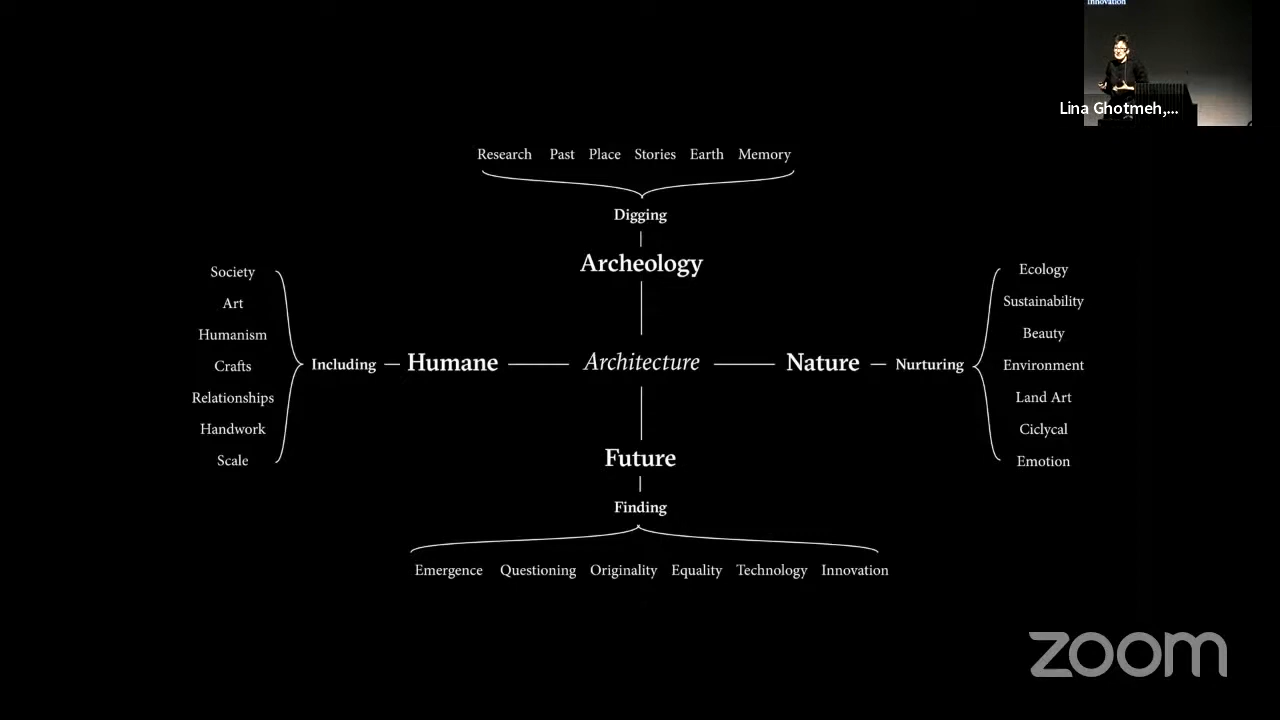 Innovation
Lina Ghotmeh,...
Research Past Place Stories Earth Memory
Digging
Archeology
Society
Art
Humanism
Crafts
Relationships
Handwork
Scale
Including Humane Architecture Nature Nurturing
Ecology
Sustainability
Beauty
Environment
Land Art
Ciclycal
Emotion
Future
Finding
Emergence Questioning Originality Equality Technology Innovation
zoom